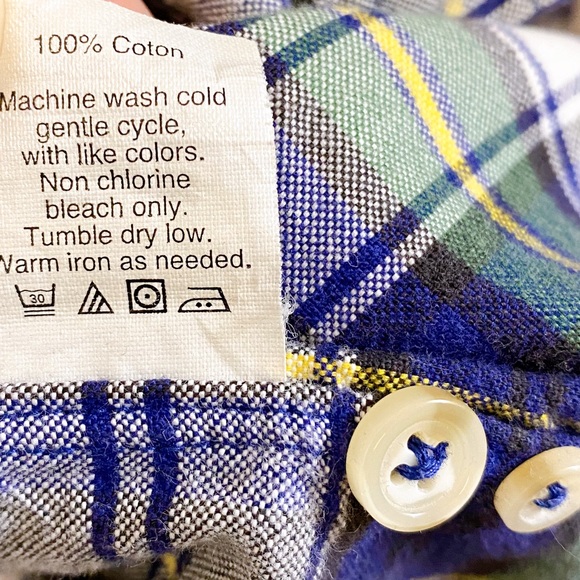 100% Coton
Machine wash cold
gentle cycle,
with like colors.
Non chlorine
bleach only.
Tumble dry low.
Warm iron as needed.
30